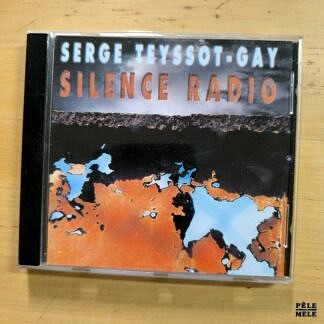 SERGE TEYSSOT-GAY
SILENCE RADIO
PÊLE
MÊLE